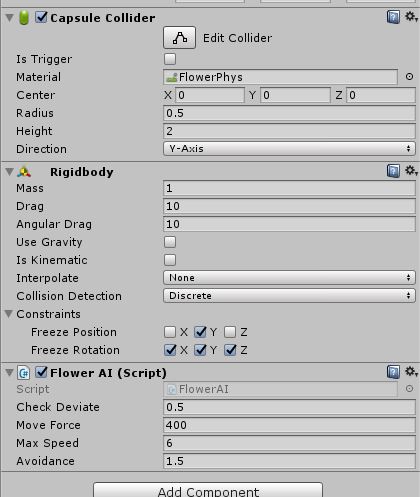 Capsule Collider
Edit Collider
Is Trigger
Material FlowerPhys
Center X 0 Y 0 Z 0
Radius 0.5
Height 2
Direction Y-Axis
Rigidbody
Mass 1
Drag 10
Angular Drag 10
Use Gravity
Is Kinematic
Interpolate None
Collision Detection Discrete
Constraints
Freeze Position X Y Z
Freeze Rotation X Y Z
Flower AI (Script)
Script FlowerAI
Check Deviate 0.5
Move Force 400
Max Speed 6
Avoidance 1.5
Add Component